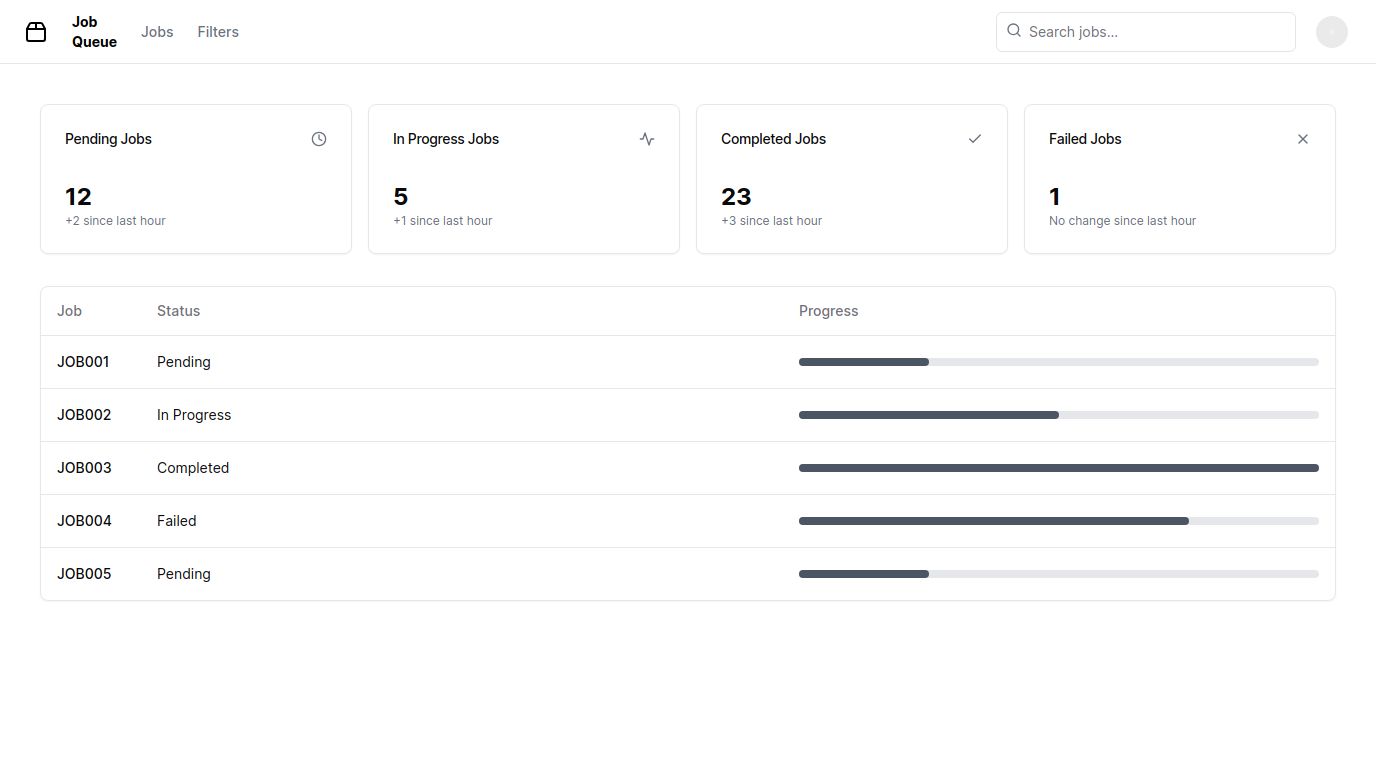 Job
Queue
Jobs
Filters
Search jobs...
Pending Jobs
12
+2 since last hour
In Progress Jobs
5
+1 since last hour
Completed Jobs
23
+3 since last hour
Failed Jobs
1
No change since last hour
Job Status Progress
JOB001 Pending
JOB002 In Progress
JOB003 Completed
JOB004 Failed
JOB005 Pending